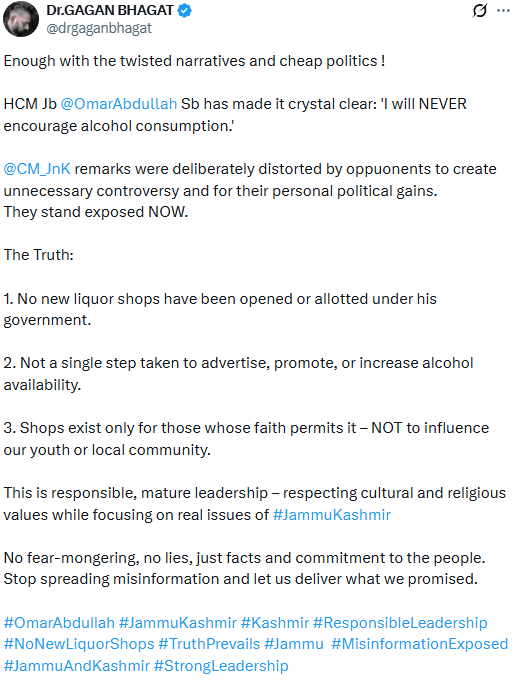 Dr.GAGAN BHAGAT
@drgaganbhagat
Enough with the twisted narratives and cheap politics !
HCM Jb @OmarAbdullah Sb has made it crystal clear: 'I will NEVER
encourage alcohol consumption.'
@CM_JnK remarks were deliberately distorted by oppuonents to create
unnecessary controversy and for their personal political gains.
They stand exposed NOW.
The Truth:
1. No new liquor shops have been opened or allotted under his
government.
2. Not a single step taken to advertise, promote, or increase alcohol
availability.
3. Shops exist only for those whose faith permits it – NOT to influence
our youth or local community.
This is responsible, mature leadership – respecting cultural and religious
values while focusing on real issues of #JammuKashmir
No fear-mongering, no lies, just facts and commitment to the people.
Stop spreading misinformation and let us deliver what we promised.
#OmarAbdullah #JammuKashmir #Kashmir #ResponsibleLeadership
#NoNewLiquorShops #TruthPrevails #Jammu #MisinformationExposed
#JammuAndKashmir #StrongLeadership